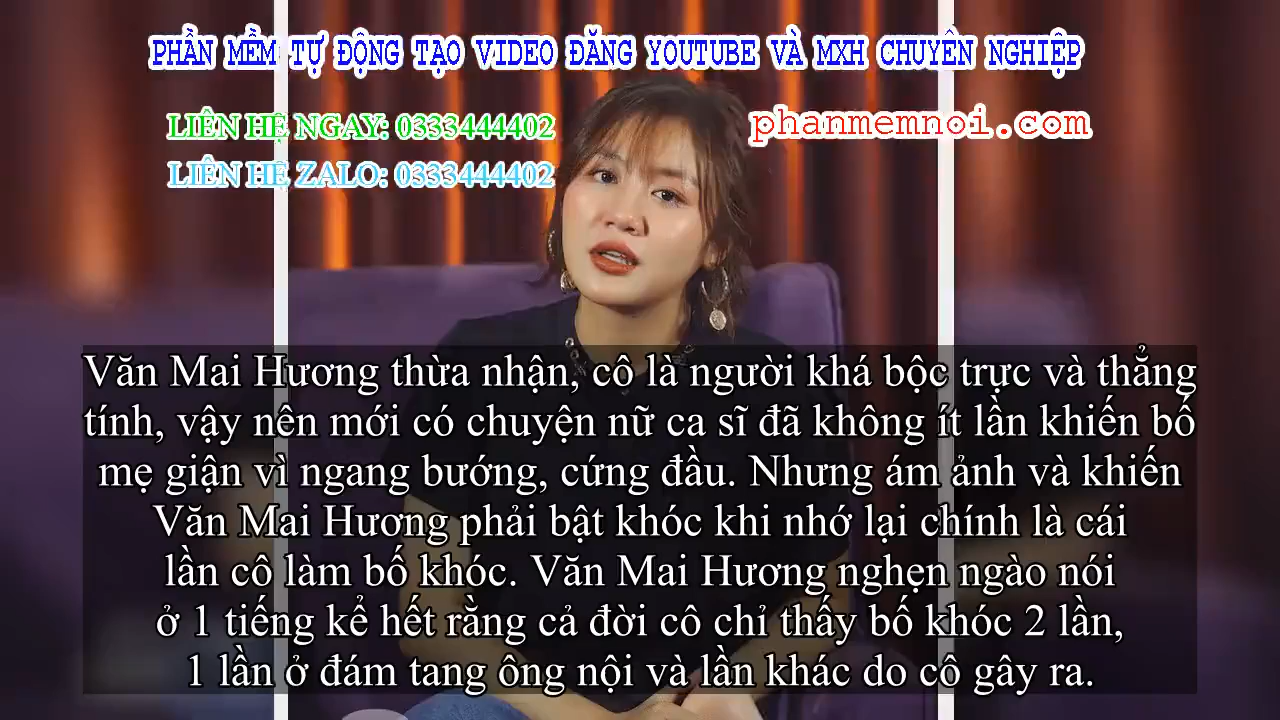 PHẦN MỀM TỰ ĐỘNG TẠO VIDEO ĐĂNG YOUTUBE VÀ MXH CHUYÊN NGHIỆP
LIÊN HỆ NGAY: 0333444402
phanmemnoi.com
LIÊN HỆ ZALO: 0333444402
Văn Mai Hương thừa nhận, cô là người khá bộc trực và thẳng
tính, vậy nên mới có chuyện nữ ca sĩ đã không ít lần khiến bố
mẹ giận vì ngang bướng, cứng đầu. Nhưng ám ảnh và khiến
Văn Mai Hương phải bật khóc khi nhớ lại chính là cái
lần cô làm bố khóc. Văn Mai Hương nghẹn ngào nói
ở 1 tiếng kể hết rằng cả đời cô chỉ thấy bố khóc 2 lần,
1 lần ở đám tang ông nội và lần khác do cô gây ra.